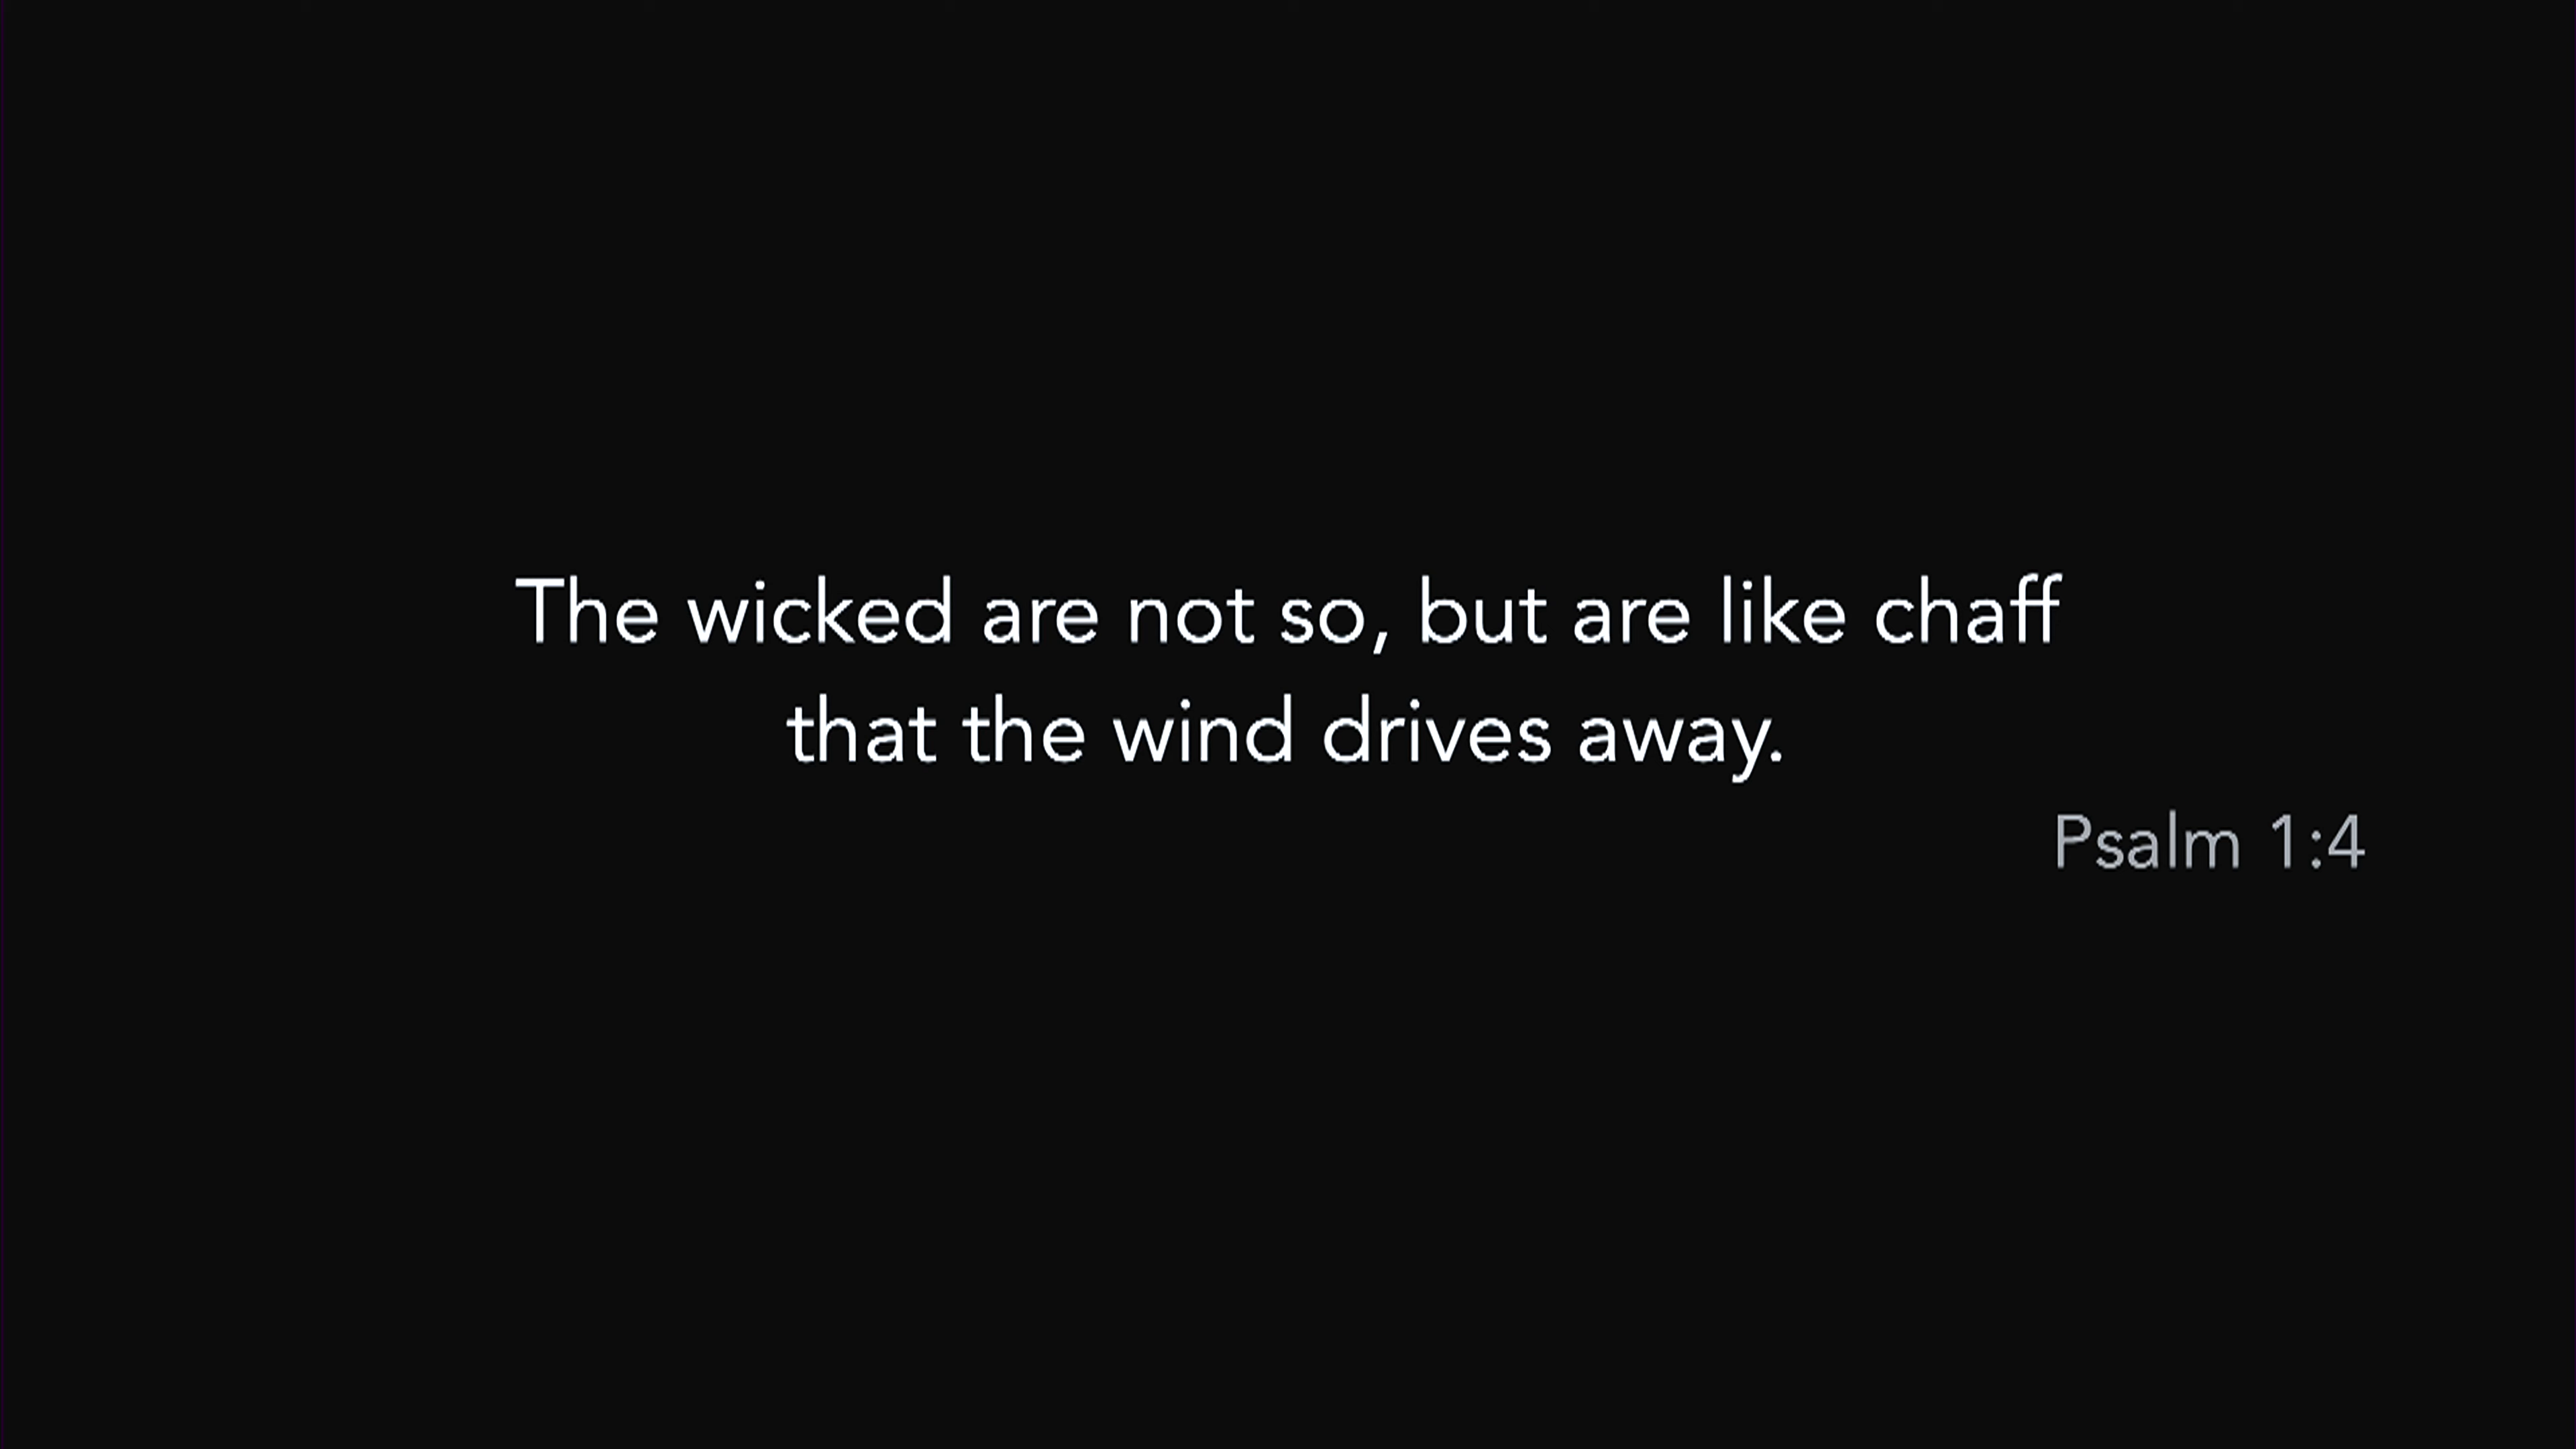 The wicked are not so, but are like chaff
that the wind drives away.
Psalm 1:4